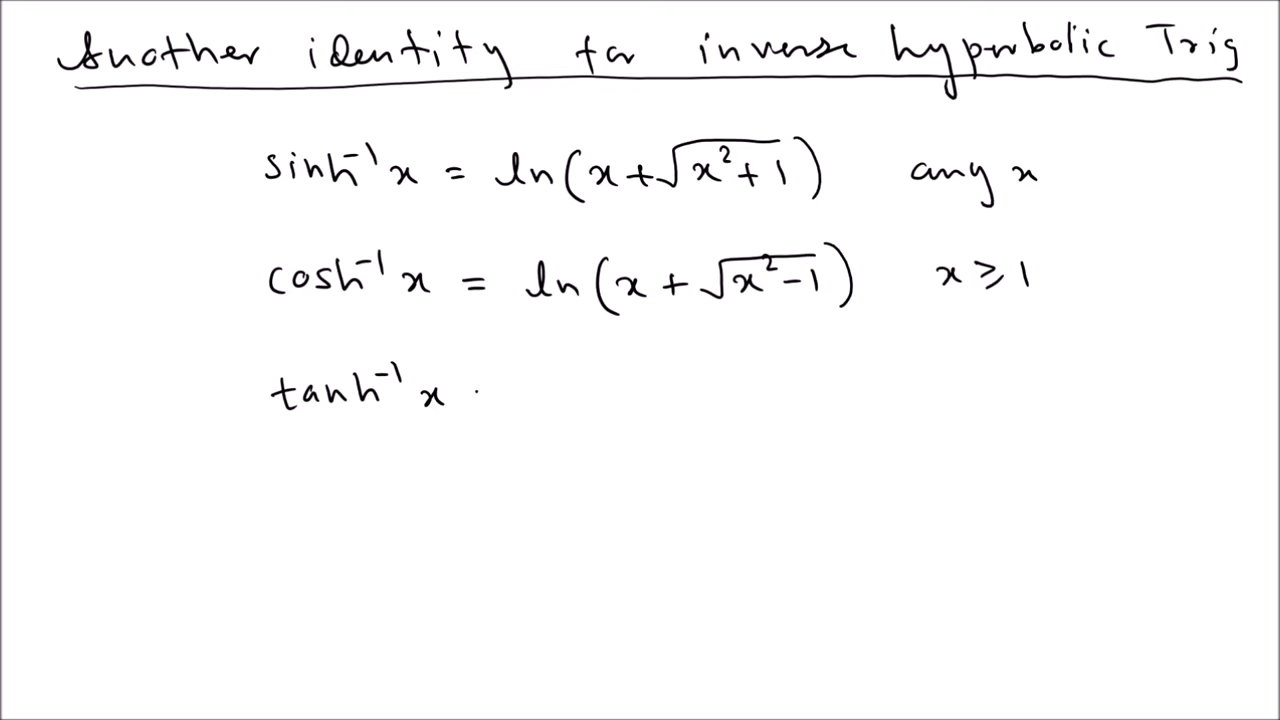 Another identity for inverse hyperbolic Trig
sinh⁻¹ x = ln(x+√(x²+1)) any x
cosh⁻¹ x = ln(x + √(x²−1)) x ⩾ 1
tanh⁻¹ x